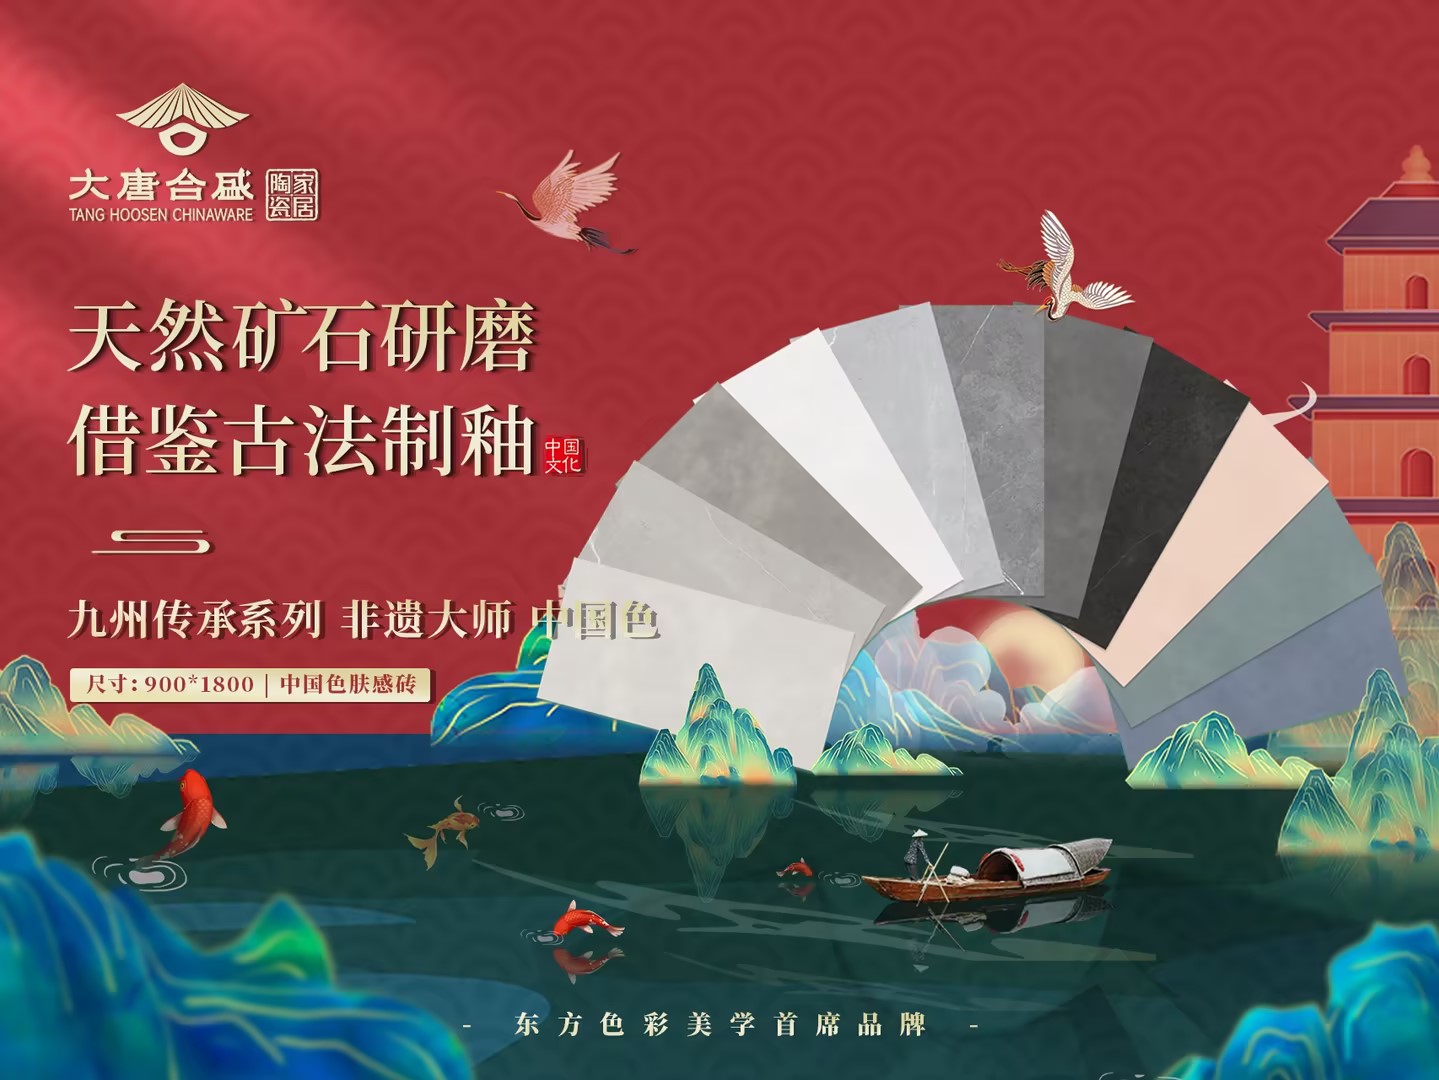 大唐合盛
TANG HOOSEN CHINAWARE
陶瓷家居
天然矿石研磨
借鉴古法制釉
中国文化
九州传承系列 非遗大师 中国色
尺寸:900*1800 | 中国色肤感砖
- 东方色彩美学首席品牌 -